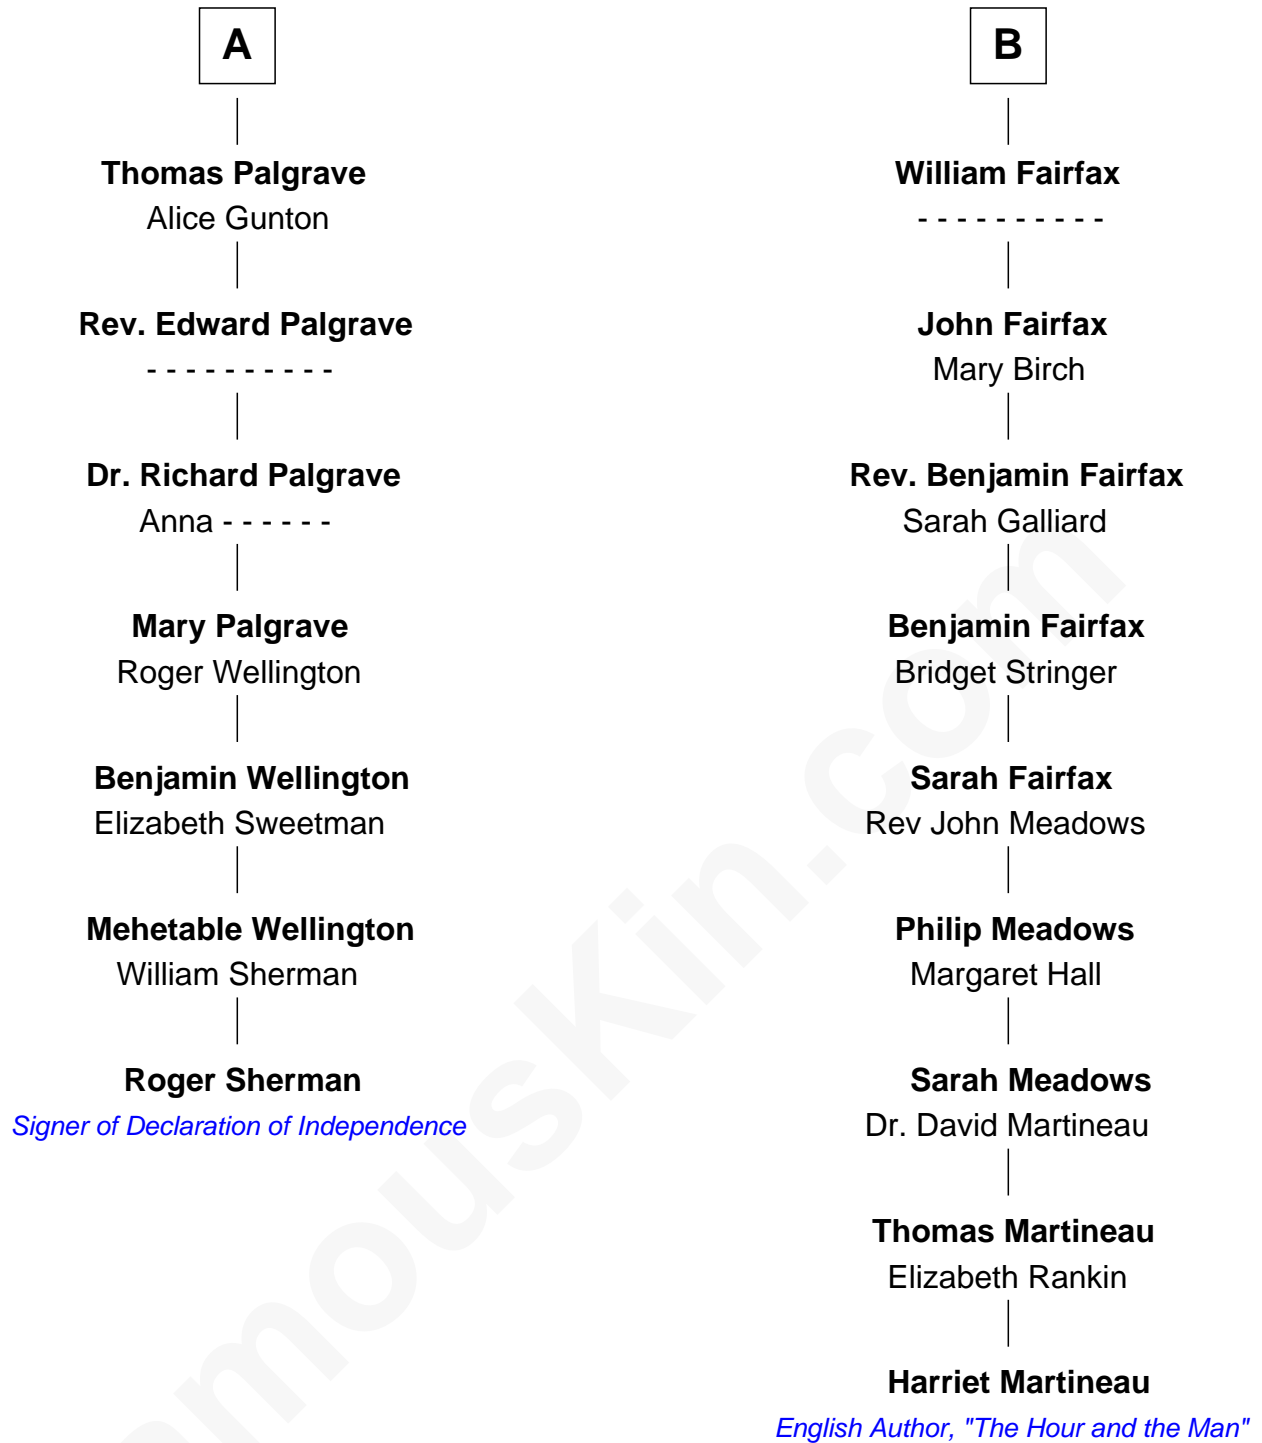 A
Thomas Palgrave
Alice Gunton
Rev. Edward Palgrave
- - - - - - - - - -
Dr. Richard Palgrave
Anna - - - - - -
Mary Palgrave
Roger Wellington
Benjamin Wellington
Elizabeth Sweetman
Mehetable Wellington
William Sherman
Roger Sherman
Signer of Declaration of Independence
B
William Fairfax
- - - - - - - - - -
John Fairfax
Mary Birch
Rev. Benjamin Fairfax
Sarah Galliard
Benjamin Fairfax
Bridget Stringer
Sarah Fairfax
Rev John Meadows
Philip Meadows
Margaret Hall
Sarah Meadows
Dr. David Martineau
Thomas Martineau
Elizabeth Rankin
Harriet Martineau
English Author, "The Hour and the Man"
amousKin.com